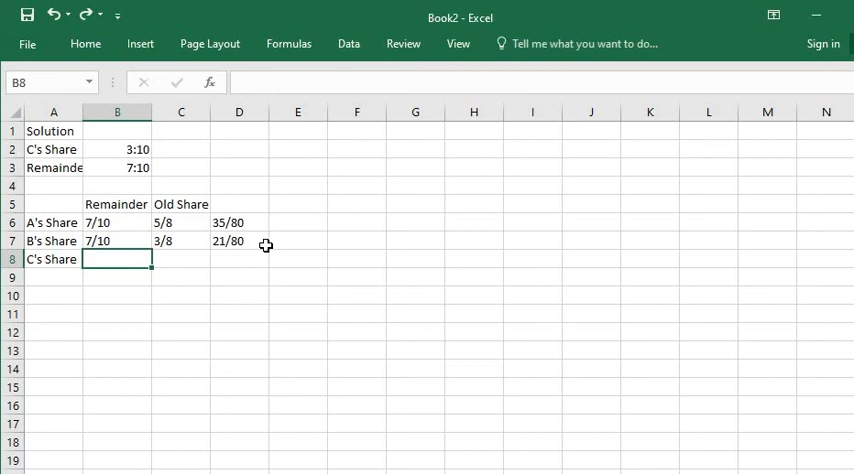 Book2 - Excel
File Home Insert Page Layout Formulas Data Review View Tell me what you want to do... Sign in
B8 fx
A B C D E F G H I J K L M N
1 Solution
2 C's Share 3:10
3 Remainde 7:10
4
5 Remainder Old Share
6 A's Share 7/10 5/8 35/80
7 B's Share 7/10 3/8 21/80
8 C's Share
9
10
11
12
13
14
15
16
17
18
19